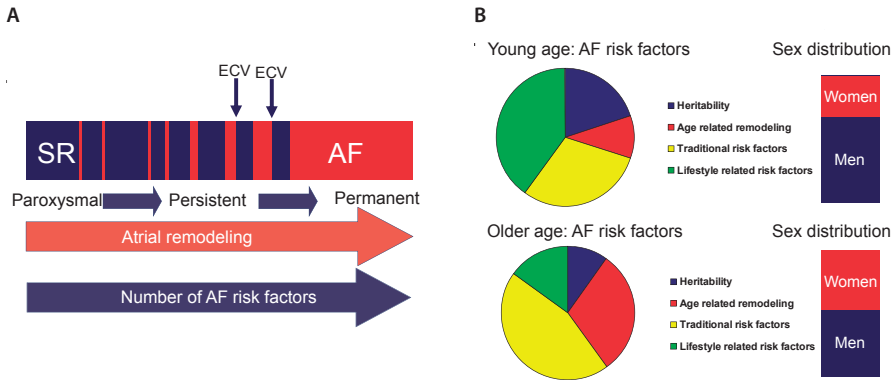 A
ECV ECV
SR AF
Paroxysmal Persistent Permanent
Atrial remodeling
Number of AF risk factors
B
Young age: AF risk factors Sex distribution
Heritability
Age related remodeling
Traditional risk factors
Lifestyle related risk factors
Women
Men
Older age: AF risk factors Sex distribution
Heritability
Age related remodeling
Traditional risk factors
Lifestyle related risk factors
Women
Men